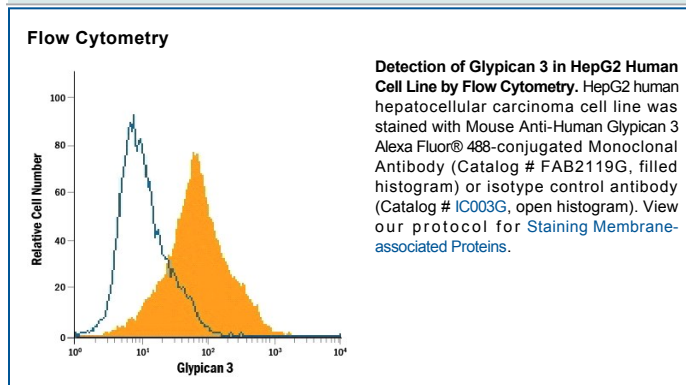 Flow Cytometry
Relative Cell Number
100
80
60
40
20
0
10⁰
10¹
10²
10³
10⁴
Glypican 3
Detection of Glypican 3 in HepG2 Human
Cell Line by Flow Cytometry. HepG2 human
hepatocellular carcinoma cell line was
stained with Mouse Anti-Human Glypican 3
Alexa Fluor® 488-conjugated Monoclonal
Antibody (Catalog # FAB2119G, filled
histogram) or isotype control antibody
(Catalog # IC003G, open histogram). View
our protocol for Staining Membrane-
associated Proteins.